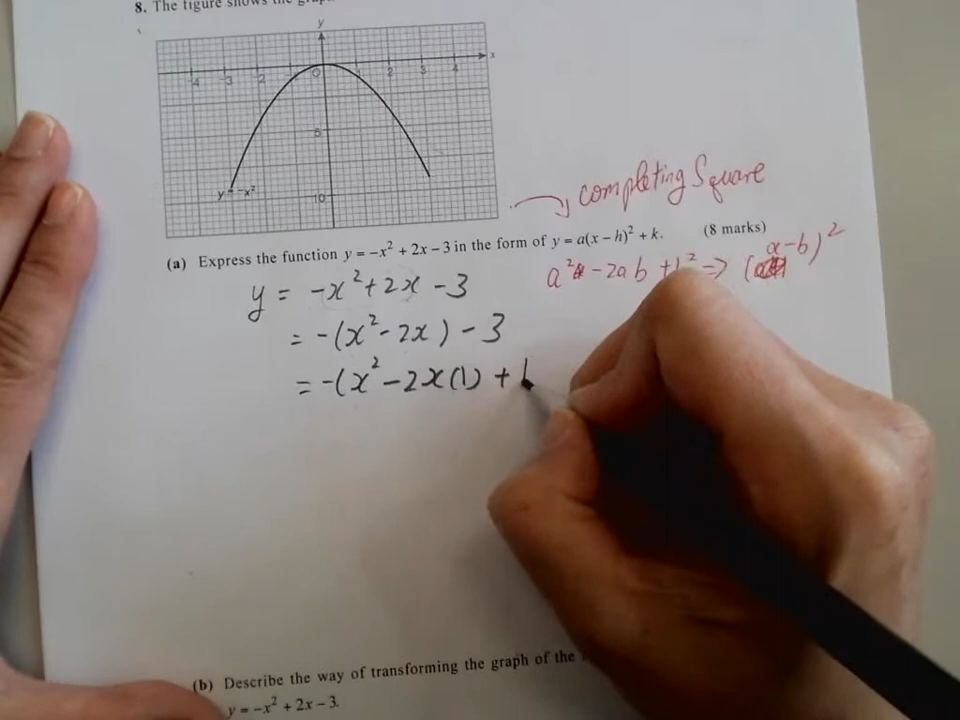 8. The figure shows the
y
x
-4 -3 -2 O 2 3 4
5
10
y = -x²
completing Square
(a) Express the function y = −x² + 2x − 3 in the form of y = a(x − h)² + k. (8 marks)
a² - 2ab + b² ⇒ (a-b)²
y = -x² + 2x - 3
= -(x² - 2x) - 3
= -(x² - 2x(1) + 1
(b) Describe the way of transforming the graph of the
y = −x² + 2x − 3.